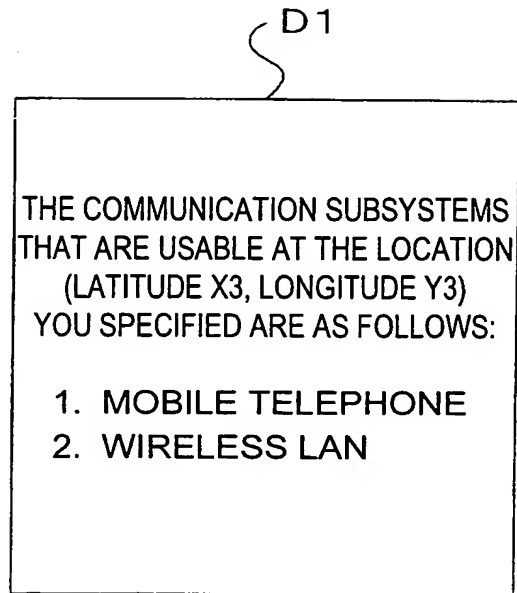 D1
THE COMMUNICATION SUBSYSTEMS
THAT ARE USABLE AT THE LOCATION
(LATITUDE X3, LONGITUDE Y3)
YOU SPECIFIED ARE AS FOLLOWS:
1. MOBILE TELEPHONE
2. WIRELESS LAN